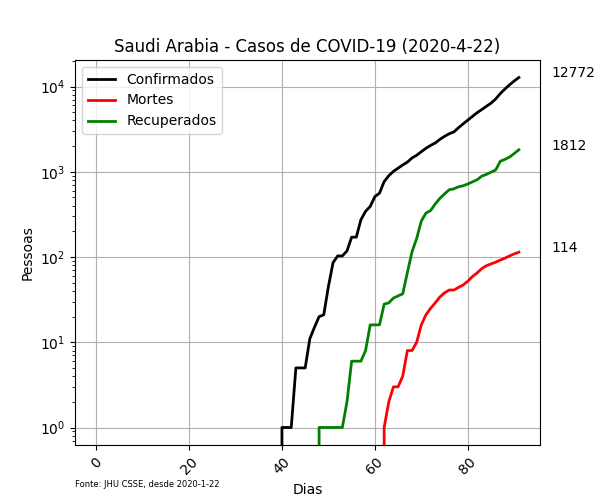 Saudi Arabia - Casos de COVID-19 (2020-4-22)
Confirmados
Mortes
Recuperados
12772
1812
114
10⁴
10³
10²
10¹
10⁰
Pessoas
0
20
40
60
80
Dias
Fonte: JHU CSSE, desde 2020-1-22